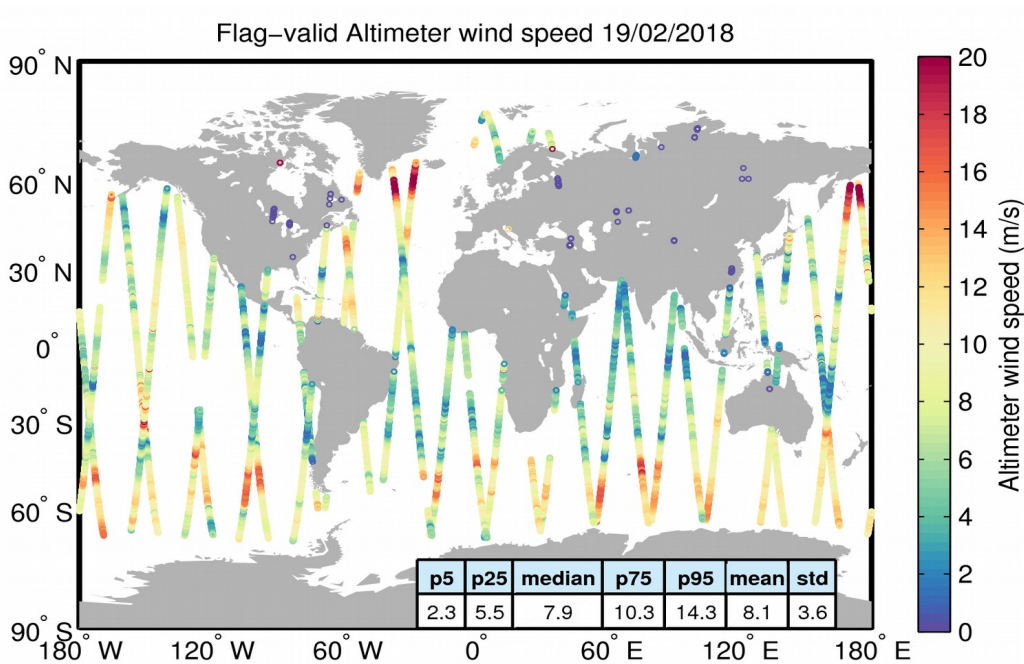 Flag−valid Altimeter wind speed 19/02/2018
90° N
60° N
30° N
0°
30° S
60° S
90° S
180° W 120° W 60° W 0° 60° E 120° E 180° E
p5 p25 median p75 p95 mean std
2.3 5.5 7.9 10.3 14.3 8.1 3.6
20
18
16
14
12
10
8
6
4
2
0
Altimeter wind speed (m/s)